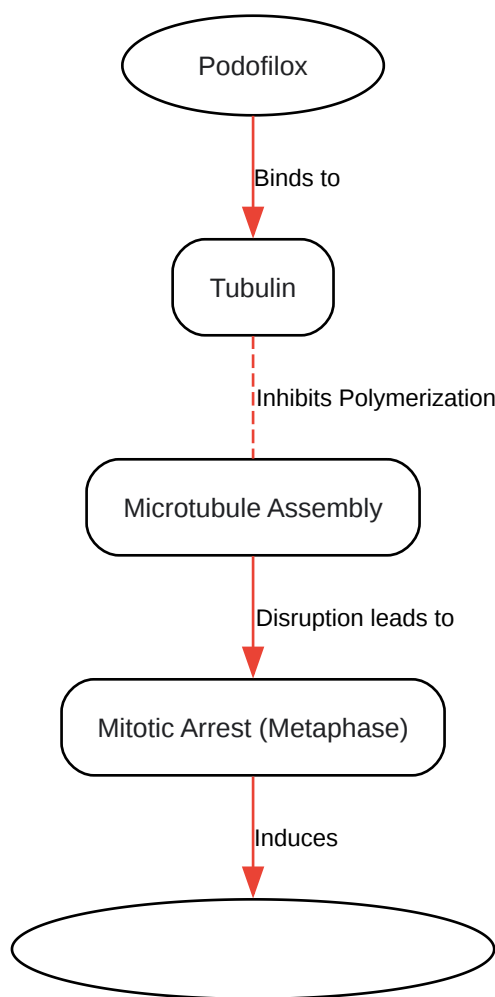 Podofilox
Binds to
Tubulin
Inhibits Polymerization
Microtubule Assembly
Disruption leads to
Mitotic Arrest (Metaphase)
Induces